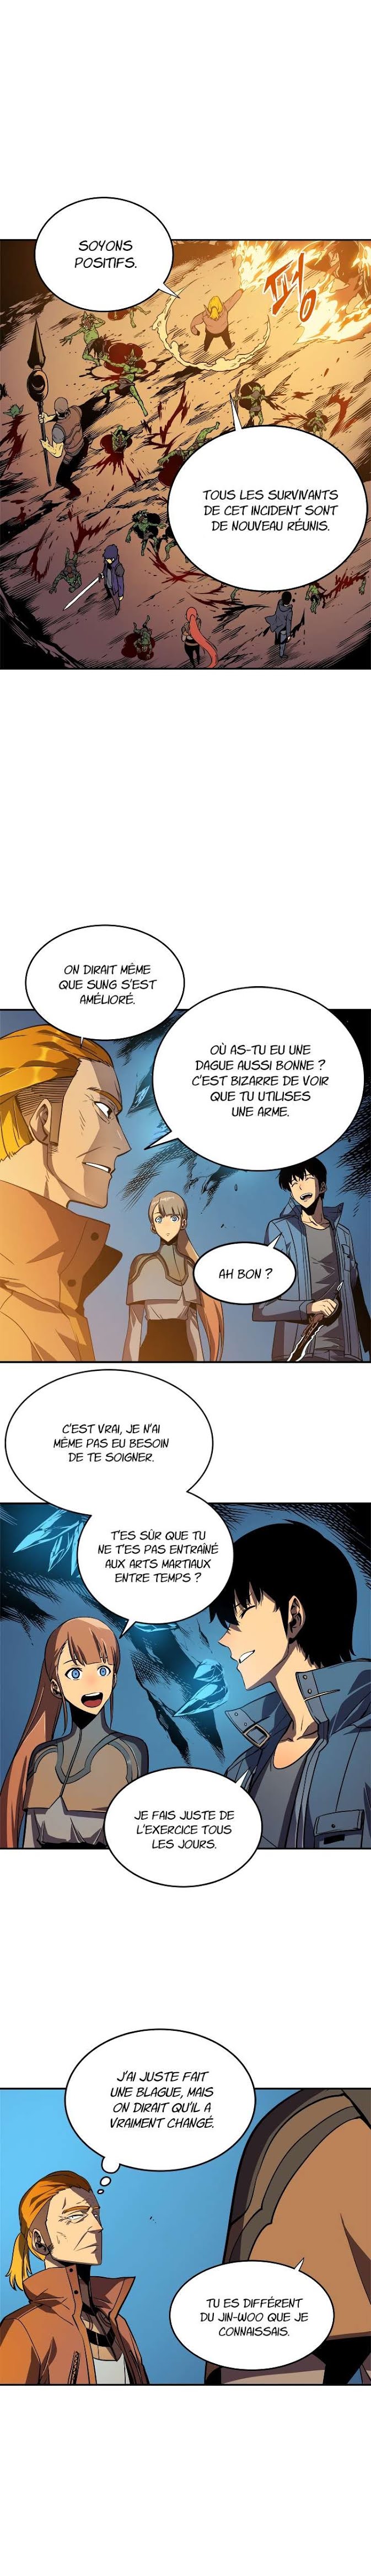 SOYONS
POSITIFS.
TOUS LES SURVIVANTS
DE CET INCIDENT SONT
DE NOUVEAU RÉUNIS.
ON DIRAIT MÊME
QUE SUNG S'EST
AMÉLIORÉ.
OÙ AS-TU EU UNE
DAGUE AUSSI BONNE ?
C'EST BIZARRE DE VOIR
QUE TU UTILISES
UNE ARME.
AH BON ?
C'EST VRAI, JE N'AI
MÊME PAS EU BESOIN
DE TE SOIGNER.
T'ES SÛR QUE TU
NE T'ES PAS ENTRAÎNÉ
AUX ARTS MARTIAUX
ENTRE TEMPS ?
JE FAIS JUSTE DE
L'EXERCICE TOUS
LES JOURS.
J'AI JUSTE FAIT
UNE BLAGUE, MAIS
ON DIRAIT QU'IL A
VRAIMENT CHANGÉ.
TU ES DIFFÉRENT
DU JIN-WOO QUE JE
CONNAISSAIS.